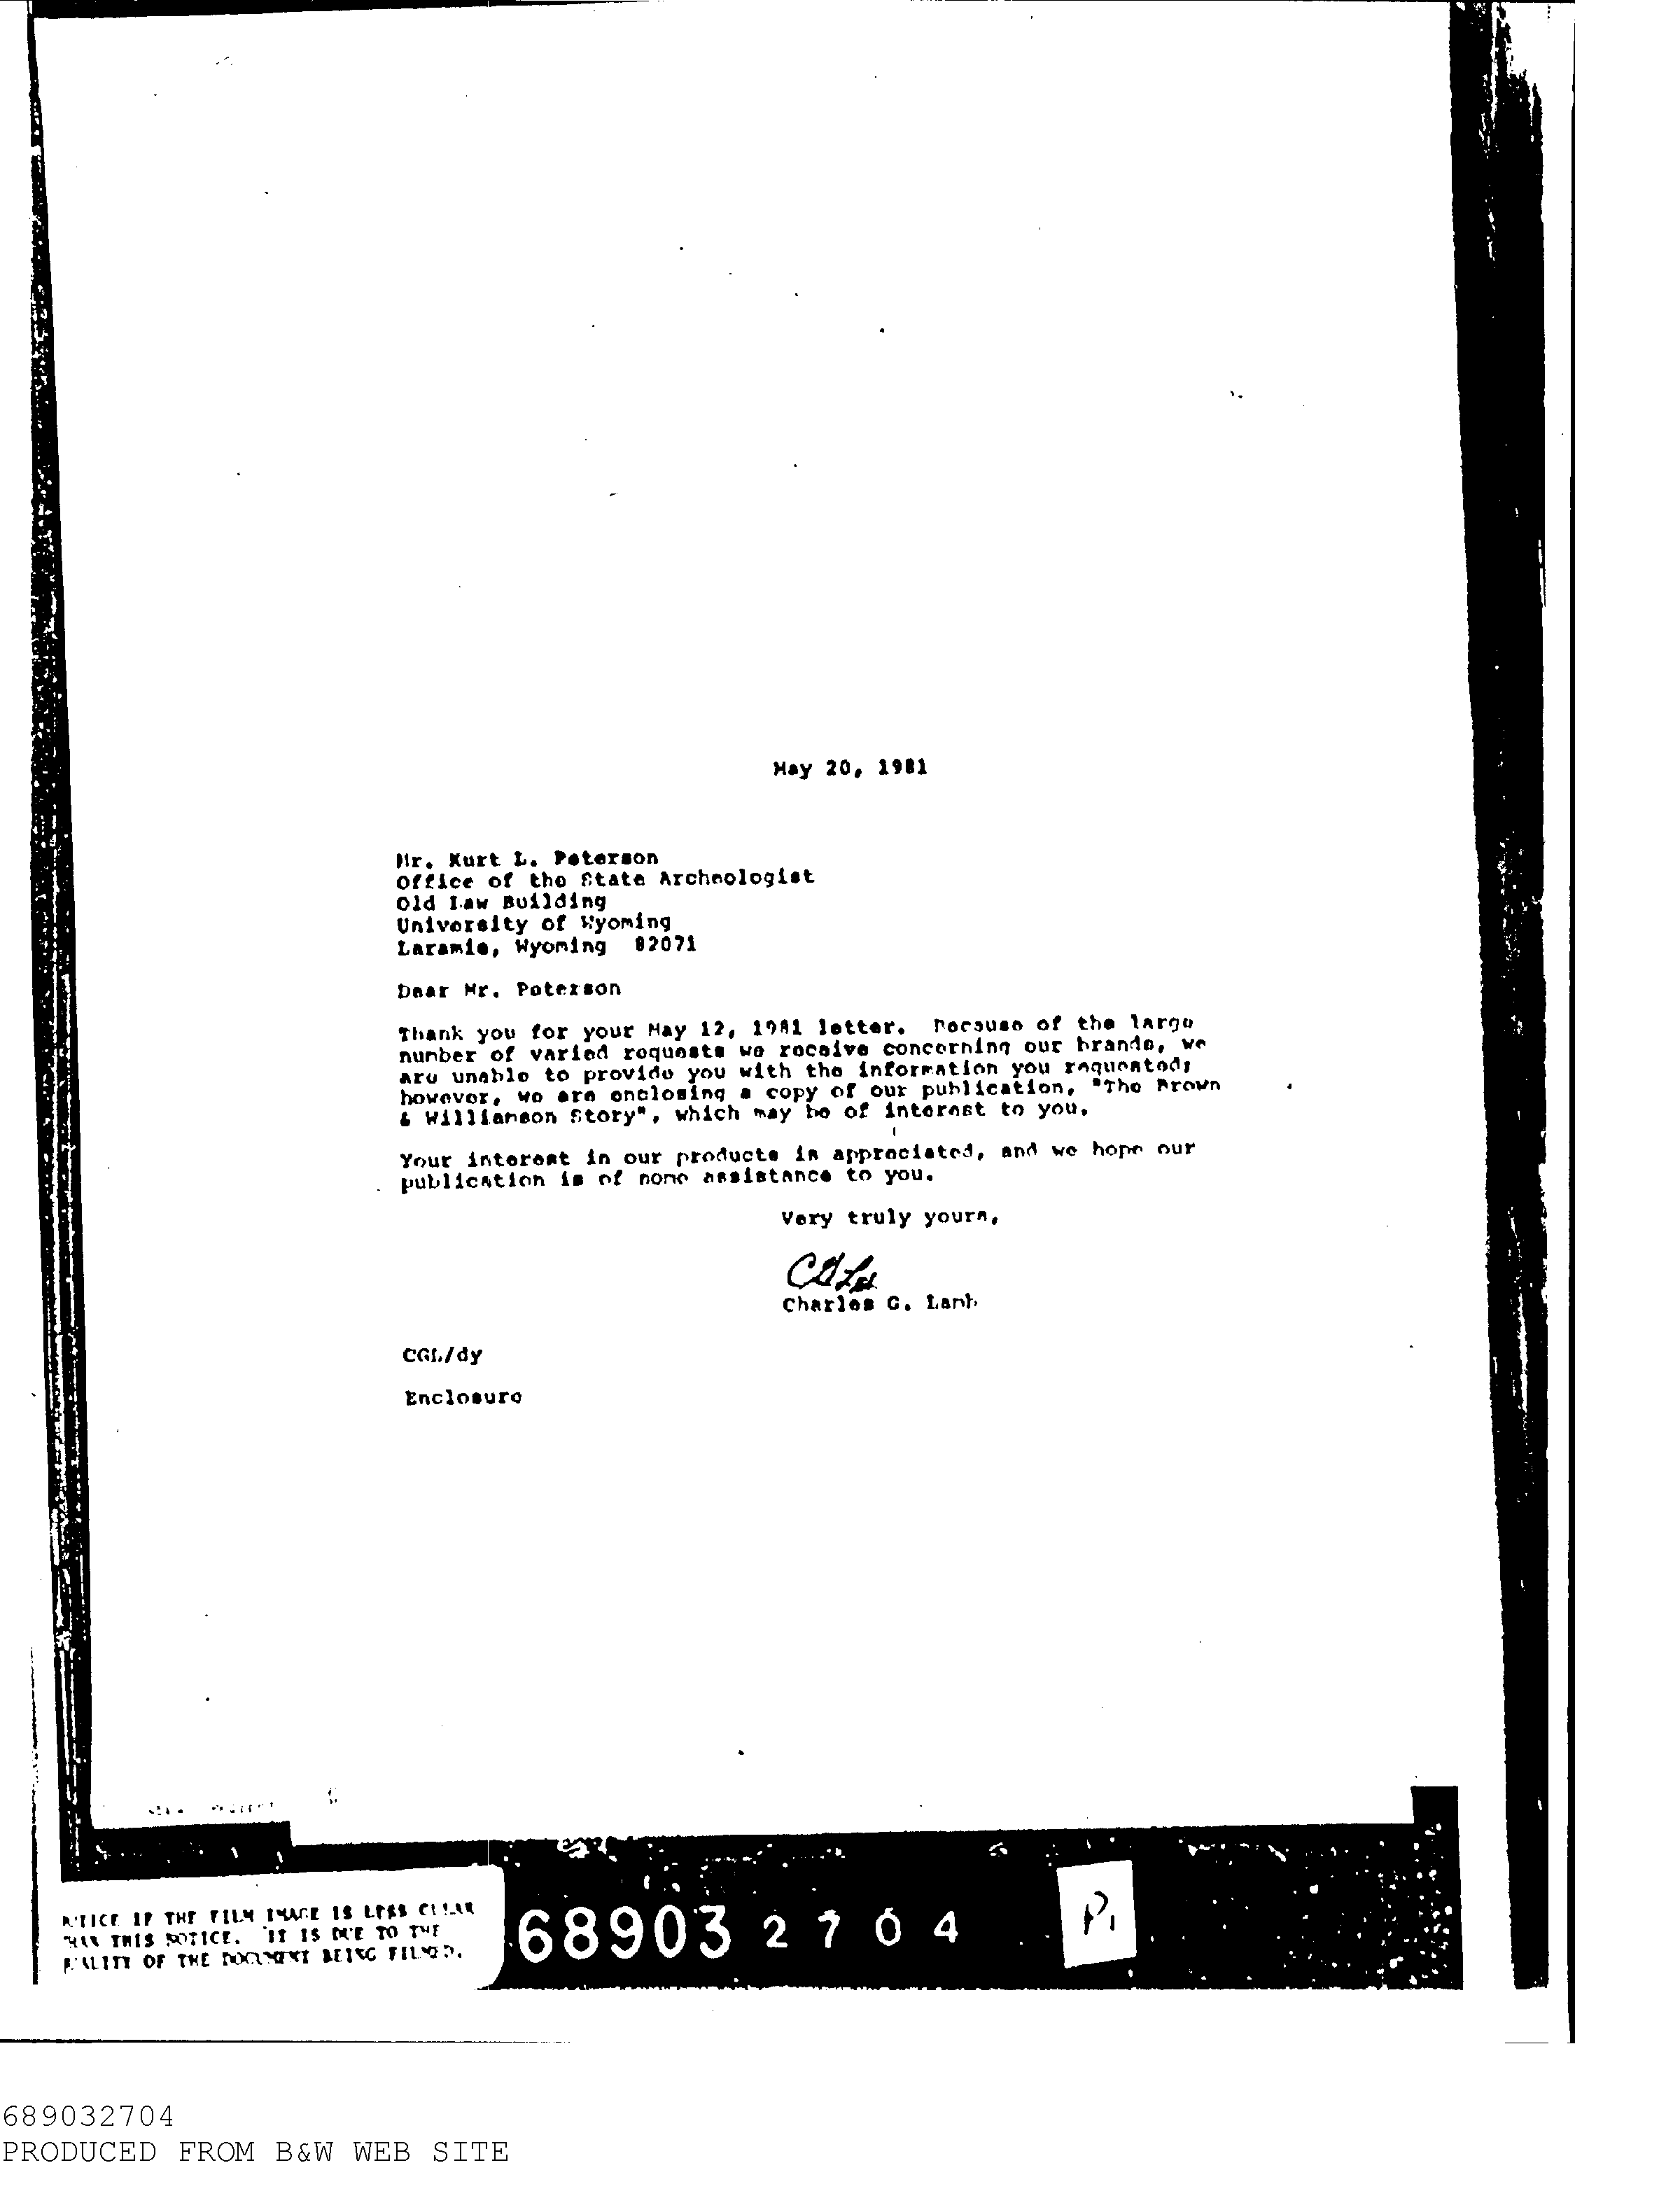 May 20, 1981
Mr. Kurt L. Peterson
Office of the State Archeologist
Old Law Building
University of Wyoming
Laramie, Wyoming 82071
Dear Mr. Peterson
Thank you for your May 12, 1981 letter. Because of the large
number of varied requests we receive concerning our brands, we
are unable to provide you with the information you requested;
however, we are enclosing a copy of our publication, "The Brown
& Williamson Story", which may be of interest to you.
Your interest in our products is appreciated, and we hope our
publication is of some assistance to you.
Very truly yours,
Charles G. Lamb
CGL/dy
Enclosure
NOTICE IF THE FILM IMAGE IS LESS CLEAR
THAN THIS NOTICE. IT IS DUE TO THE
QUALITY OF THE DOCUMENT BEING FILMED.
68903 2704
P1
689032704
PRODUCED FROM B&W WEB SITE